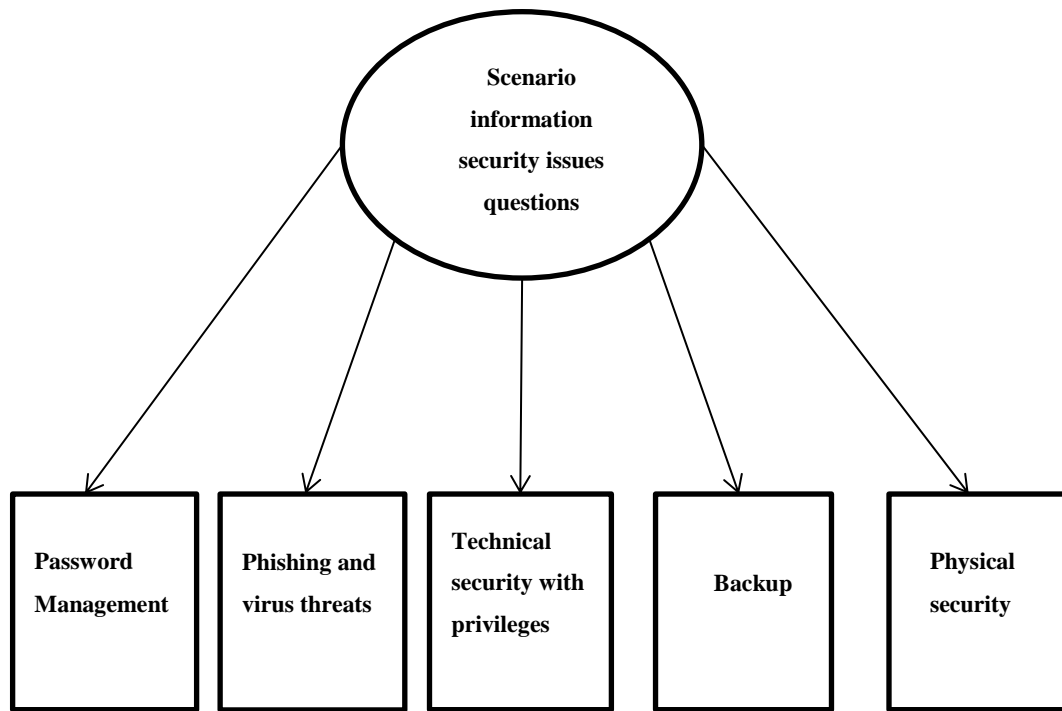 Scenario
information
security issues
questions
Password
Management
Phishing and
virus threats
Technical
security with
privileges
Backup
Physical
security